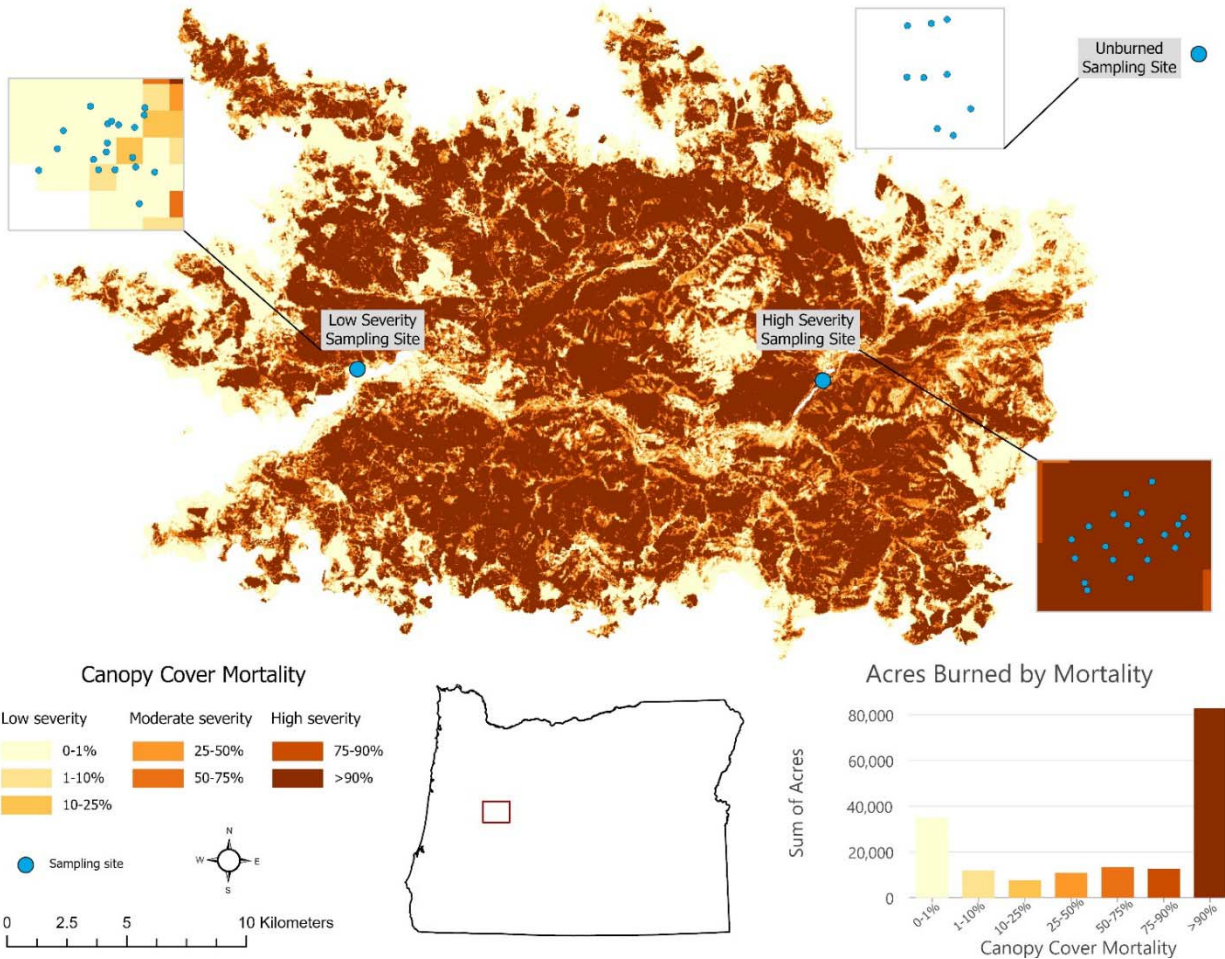 Unburned
Sampling Site
Low Severity
Sampling Site
High Severity
Sampling Site
Canopy Cover Mortality
Low severity
Moderate severity
High severity
0-1%
25-50%
75-90%
1-10%
50-75%
>90%
10-25%
N
W
E
S
Sampling site
0
2.5
5
10 Kilometers
Acres Burned by Mortality
Sum of Acres
80,000
60,000
40,000
20,000
0
0-1%
1-10%
10-25%
25-50%
50-75%
75-90%
>90%
Canopy Cover Mortality